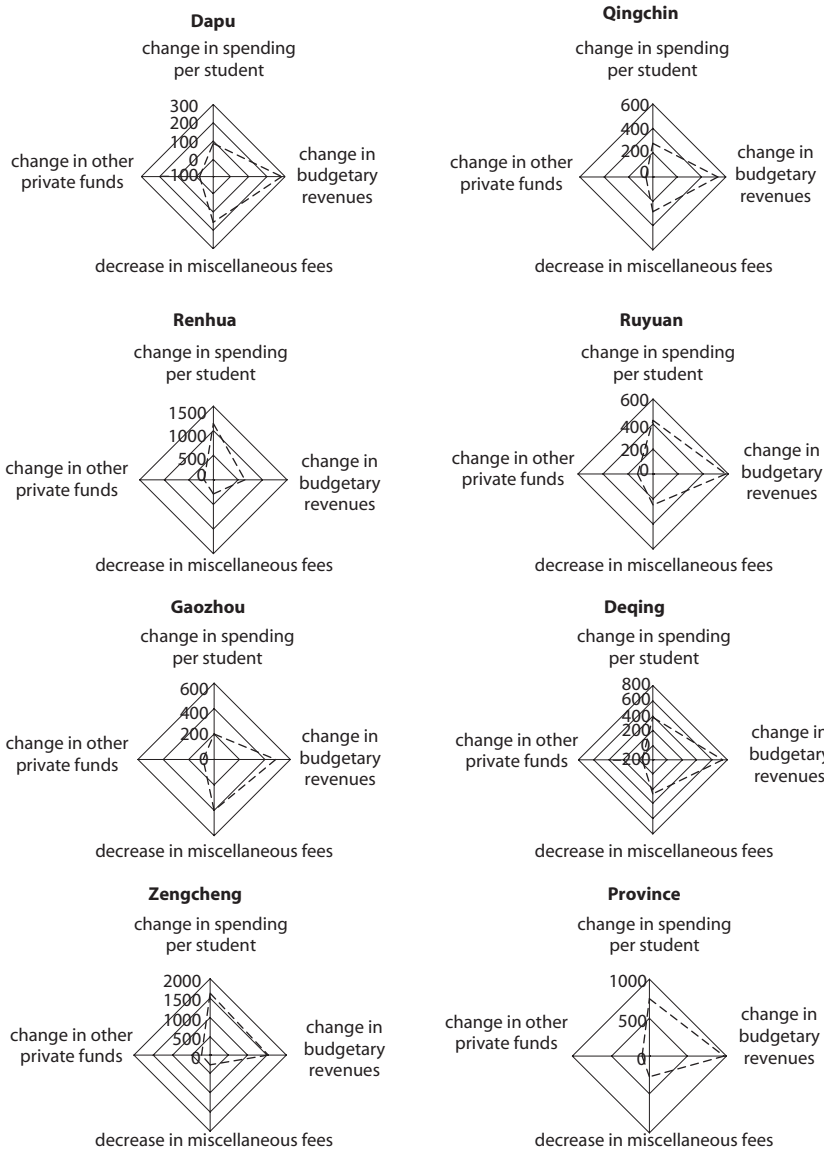 Dapu
change in spending
per student
300
200
100
0
100
change in other
private funds
change in
budgetary
revenues
decrease in miscellaneous fees
Qingchin
change in spending
per student
600
400
200
0
change in other
private funds
change in
budgetary
revenues
decrease in miscellaneous fees
Renhua
change in spending
per student
1500
1000
500
0
change in other
private funds
change in
budgetary
revenues
decrease in miscellaneous fees
Ruyuan
change in spending
per student
600
400
200
0
change in other
private funds
change in
budgetary
revenues
decrease in miscellaneous fees
Gaozhou
change in spending
per student
600
400
200
0
change in other
private funds
change in
budgetary
revenues
decrease in miscellaneous fees
Deqing
change in spending
per student
800
600
400
200
0
-200
change in other
private funds
change in
budgetary
revenues
decrease in miscellaneous fees
Zengcheng
change in spending
per student
2000
1500
1000
500
0
change in other
private funds
change in
budgetary
revenues
decrease in miscellaneous fees
Province
change in spending
per student
1000
500
0
change in other
private funds
change in
budgetary
revenues
decrease in miscellaneous fees